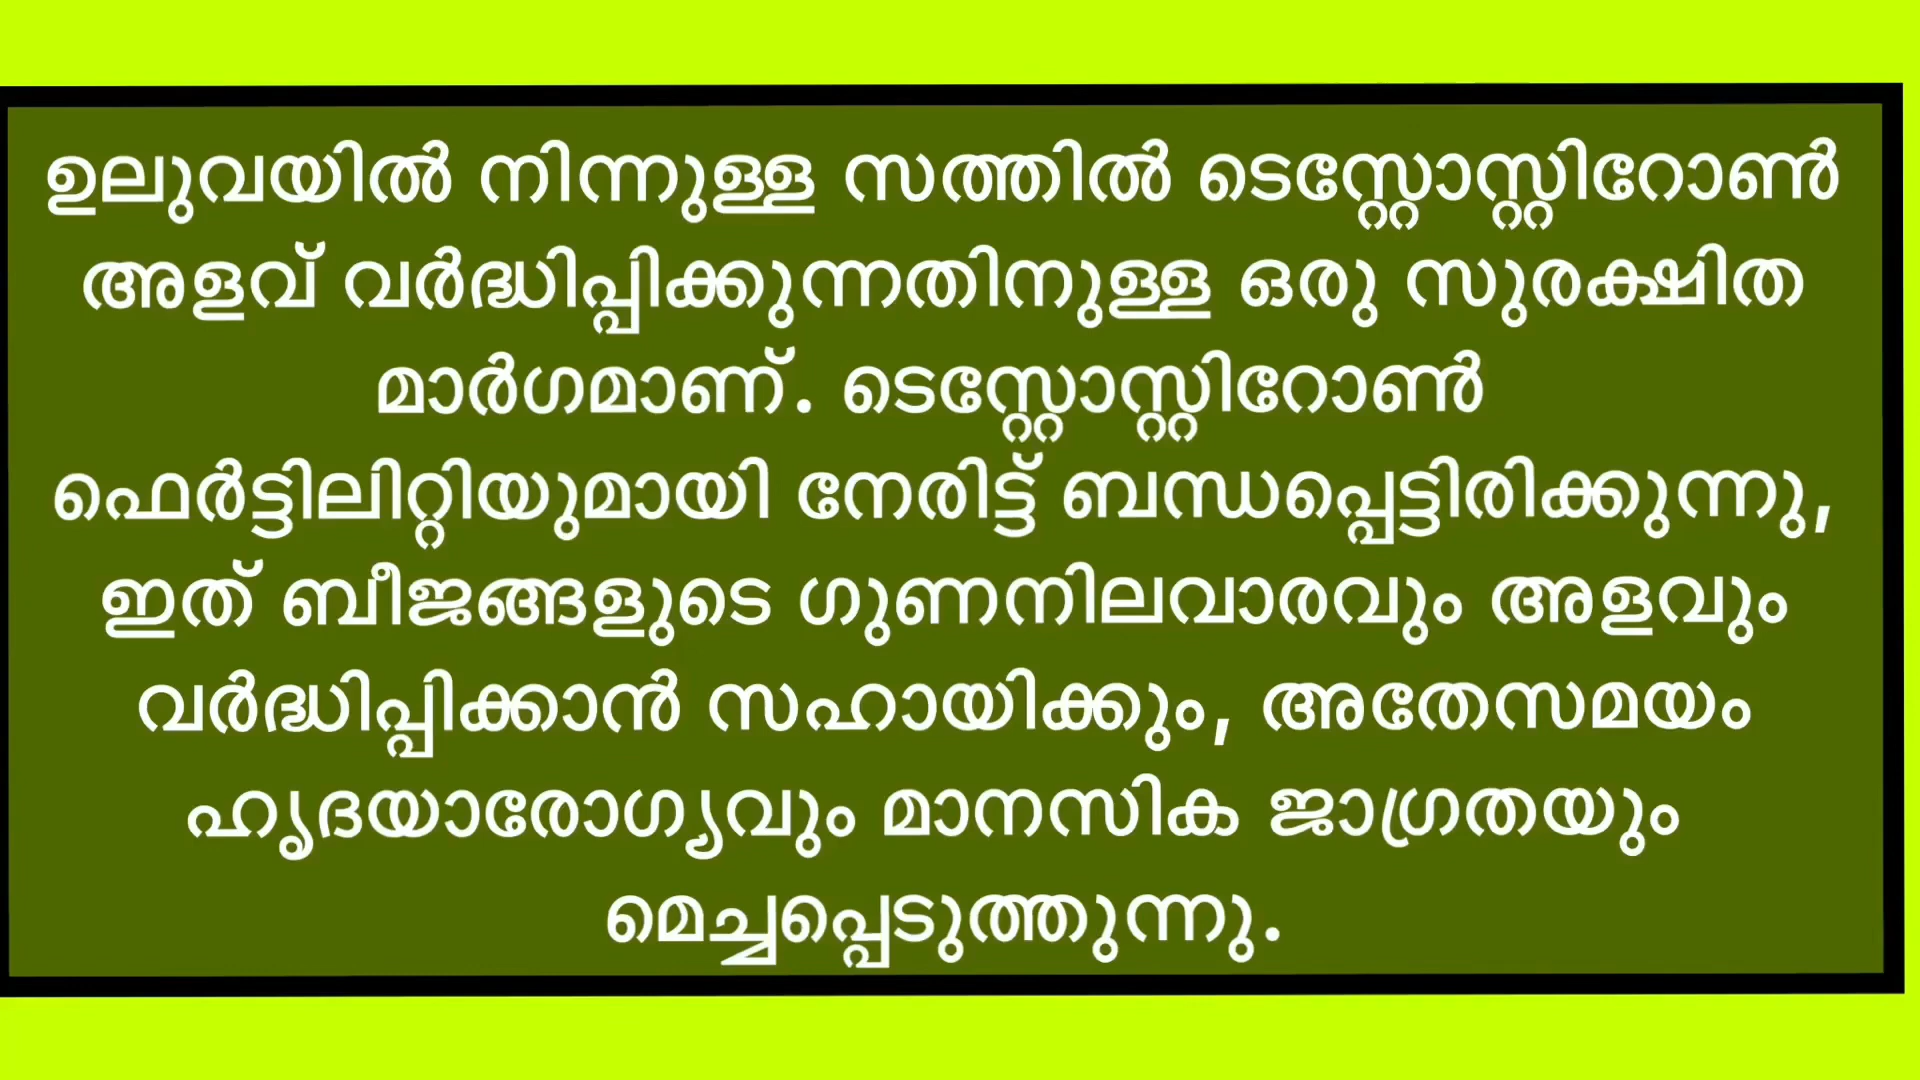 ഉലുവയിൽ നിന്നുള്ള സത്തിൽ ടെസ്റ്റോസ്റ്റിറോൺ
അളവ് വർദ്ധിപ്പിക്കുന്നതിനുള്ള ഒരു സുരക്ഷിത
മാർഗമാണ്. ടെസ്റ്റോസ്റ്റിറോൺ
ഫെർട്ടിലിറ്റിയുമായി നേരിട്ട് ബന്ധപ്പെട്ടിരിക്കുന്നു,
ഇത് ബീജങ്ങളുടെ ഗുണനിലവാരവും അളവും
വർദ്ധിപ്പിക്കാൻ സഹായിക്കും, അതേസമയം
ഹൃദയാരോഗ്യവും മാനസിക ജാഗ്രതയും
മെച്ചപ്പെടുത്തുന്നു.